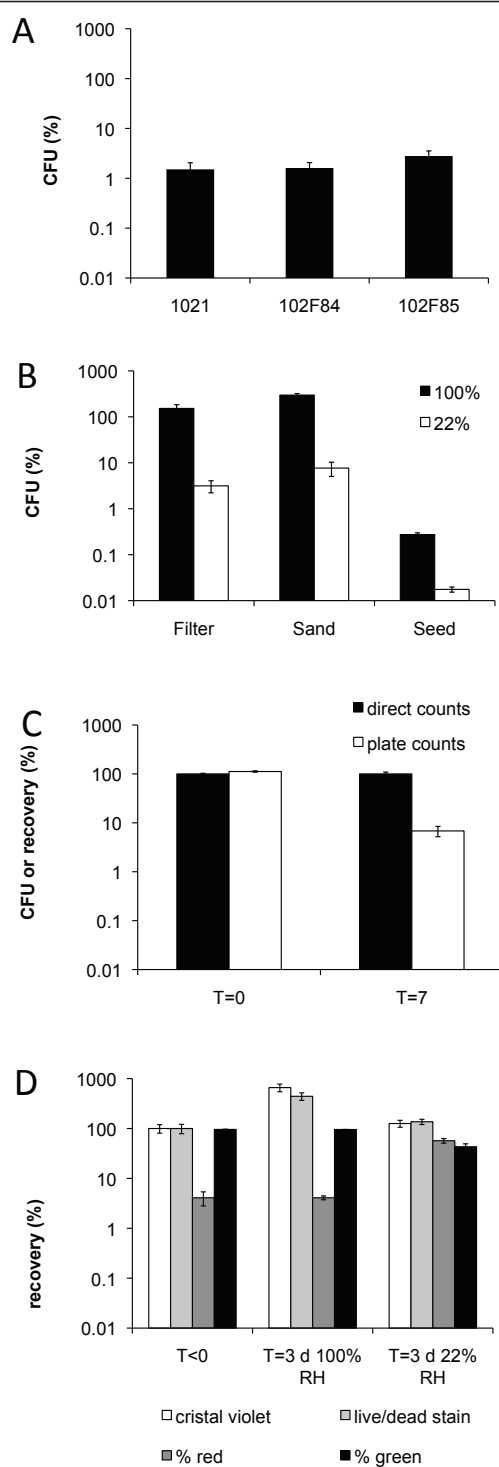 A
1000
100
10
1
0.1
0.01
CFU (%)
1021 102F84 102F85
B
1000
100
10
1
0.1
0.01
CFU (%)
100%
22%
Filter Sand Seed
C
direct counts
plate counts
1000
100
10
1
0.1
0.01
CFU or recovery (%)
T=0 T=7
D
1000
100
10
1
0.1
0.01
recovery (%)
T<0 T=3 d 100% T=3 d 22%
RH RH
cristal violet live/dead stain
% red % green